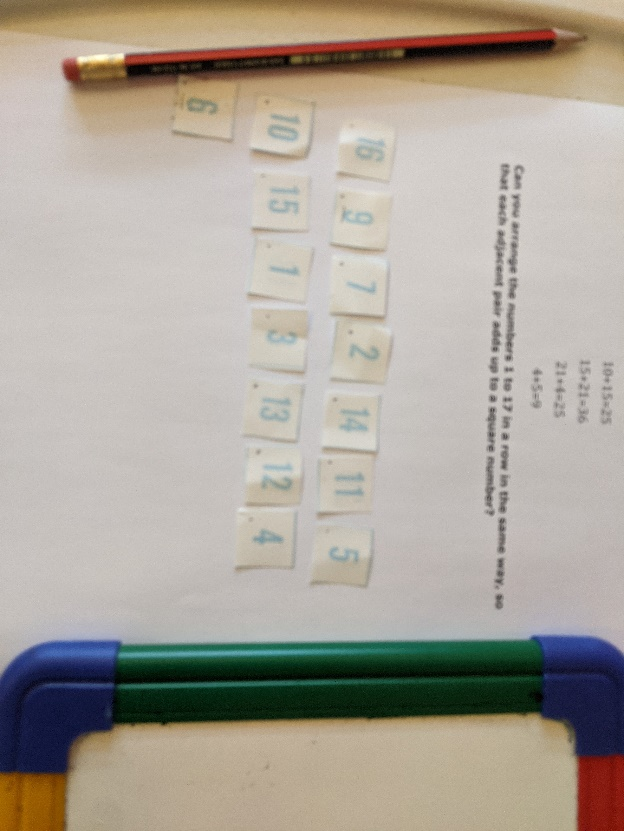 10+15=25
15+21=36
21+4=25
4+5=9
Can you arrange the numbers 1 to 17 in a row in the same way, so
that each adjacent pair adds up to a square number?
16 9 7 2 14 11 5
10 15 1 3 13 12 4
6